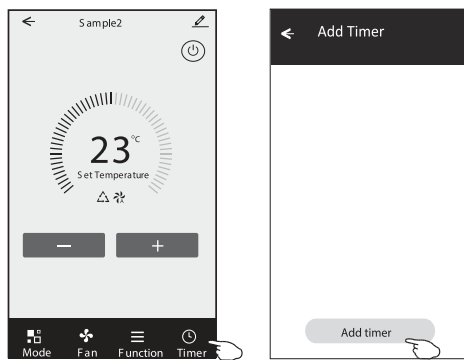 Sample2
23°C
Set Temperature
Mode Fan Function Timer
Add Timer
Add timer